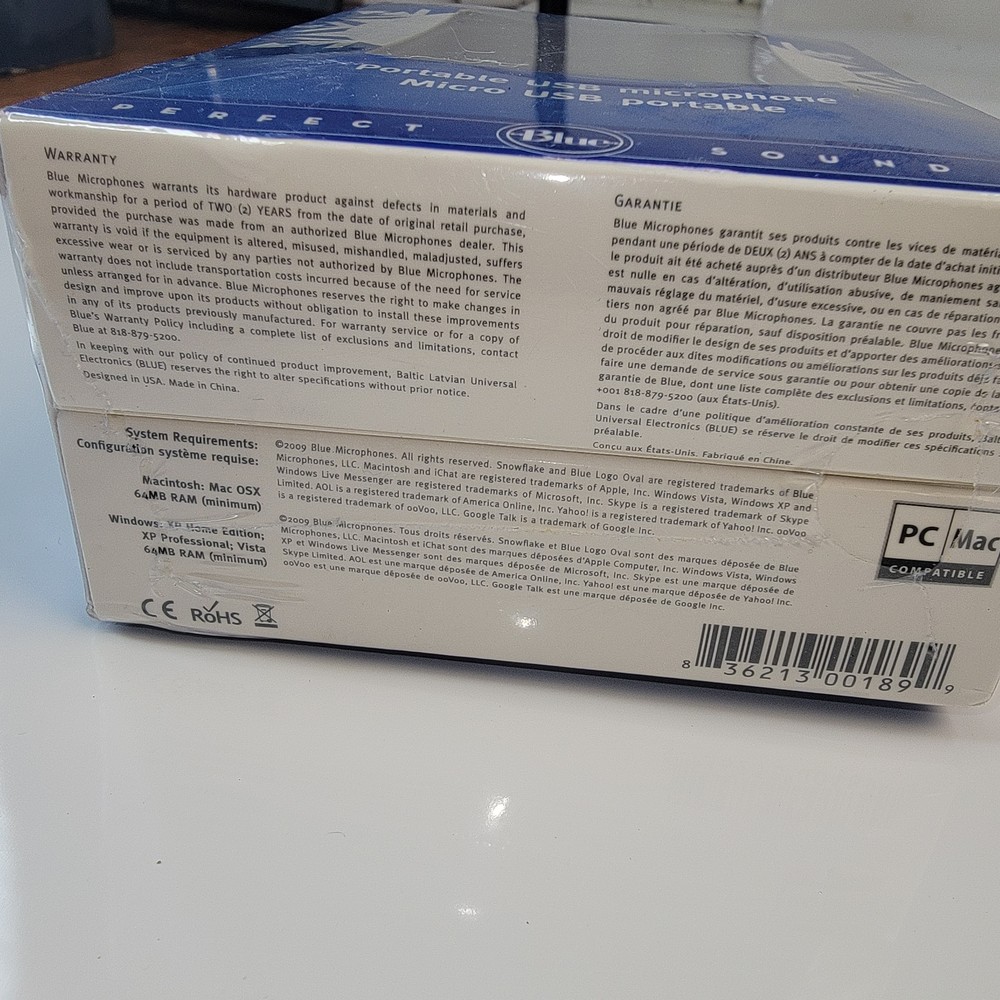 Portable USB microphone
Micro USB portable
PERFECT Blue SOUND
WARRANTY
Blue Microphones warrants its hardware product against defects in materials and
workmanship for a period of TWO (2) YEARS from the date of original retail purchase,
provided the purchase was made from an authorized Blue Microphones dealer. This
warranty is void if the equipment is altered, misused, mishandled, maladjusted, suffers
excessive wear or is serviced by any parties not authorized by Blue Microphones. The
warranty does not include transportation costs incurred because of the need for service
unless arranged for in advance. Blue Microphones reserves the right to make changes in
design and improve upon its products without obligation to install these improvements
in any of its products previously manufactured. For warranty service or for a copy of
Blue's Warranty Policy including a complete list of exclusions and limitations, contact
Blue at 818-879-5200.
In keeping with our policy of continued product improvement, Baltic Latvian Universal
Electronics (BLUE) reserves the right to alter specifications without prior notice.
Designed in USA. Made in China.
GARANTIE
Blue Microphones garantit ses produits contre les vices de
pendant une période de DEUX (2) ANS à compter de la date d'achat
le produit ait été acheté auprès d'un distributeur Blue Microphones
est nulle en cas d'altération, d'utilisation abusive, de maniement
mauvais réglage du matériel, d'usure excessive, ou en cas de réparation
tiers non agréé par Blue Microphones. La garantie ne couvre pas les
du produit pour réparation, sauf disposition préalable. Blue Microphones
droit de modifier le design de ses produits et d'apporter des améliorations
de procéder aux dites modifications ou améliorations sur les produits déjà
faire une demande de service sous garantie ou pour obtenir une copie de la
garantie de Blue, dont une liste complète des exclusions et limitations,
+001 818-879-5200 (aux États-Unis).
Dans le cadre d'une politique d'amélioration constante de ses produits,
Universal Electronics (BLUE) se réserve le droit de modifier ces spécifications
préalable.
Conçu aux États-Unis. Fabriqué en Chine.
System Requirements:
Configuration système requise:
Macintosh: Mac OSX
64MB RAM (minimum)
Windows: XP Home Edition;
XP Professional; Vista
64MB RAM (minimum)
©2009 Blue Microphones. All rights reserved. Snowflake and Blue Logo Oval are registered trademarks of Blue
Microphones, LLC. Macintosh and iChat are registered trademarks of Apple, Inc. Windows Vista, Windows XP and
Windows Live Messenger are registered trademarks of Microsoft, Inc. Skype is a registered trademark of Skype
Limited. AOL is a registered trademark of America Online, Inc. Yahoo! is a registered trademark of Yahoo! Inc. ooVoo
is a registered trademark of ooVoo, LLC. Google Talk is a registered trademark of Google, Inc.
©2009 Blue Microphones. Tous droits réservés. Snowflake et Blue Logo Oval sont des marques déposées de Blue
Microphones, LLC. Macintosh et iChat sont des marques déposées d'Apple Computer, Inc. Windows Vista, Windows
XP et Windows Live Messenger sont des marques déposées de Microsoft, Inc. Skype est une marque déposée de
Skype Limited. AOL est une marque déposée de America Online, Inc. Yahoo! est une marque déposée de Yahoo! Inc.
ooVoo est une marque déposée de ooVoo, LLC. Google Talk est une marque déposée de Google Inc.
PC Mac
COMPATIBLE
CE RoHS
8 36213 00189 9